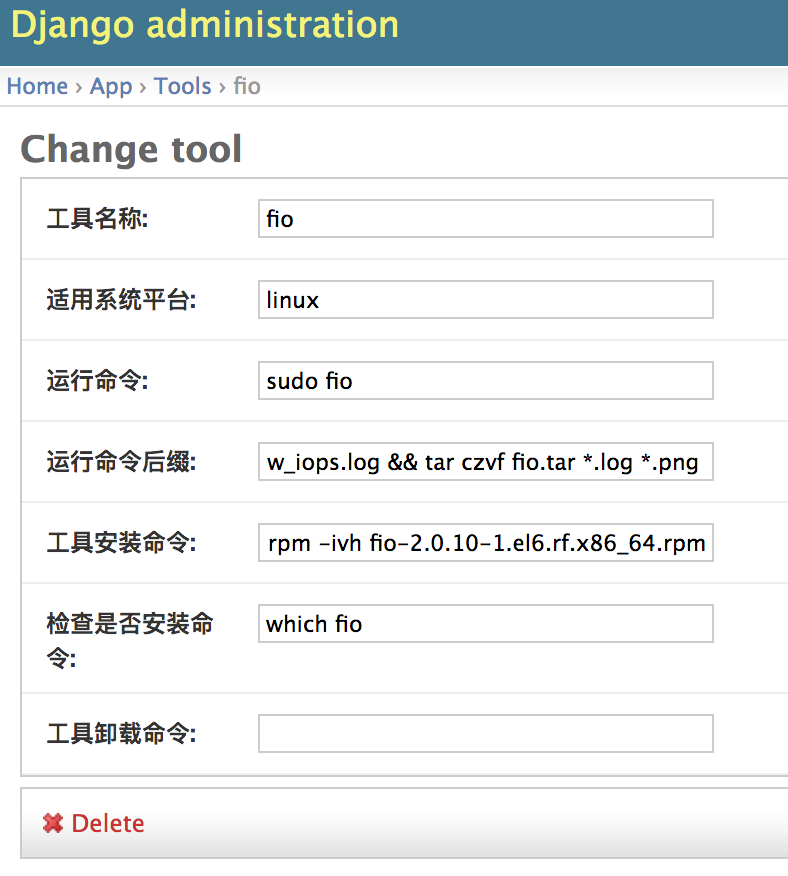 Django administration
Home › App › Tools › fio
Change tool
工具名称: fio
适用系统平台: linux
运行命令: sudo fio
运行命令后缀: w_iops.log && tar czvf fio.tar *.log *.png
工具安装命令: rpm -ivh fio-2.0.10-1.el6.rf.x86_64.rpm
检查是否安装命 which fio
令:
工具卸载命令:
Delete